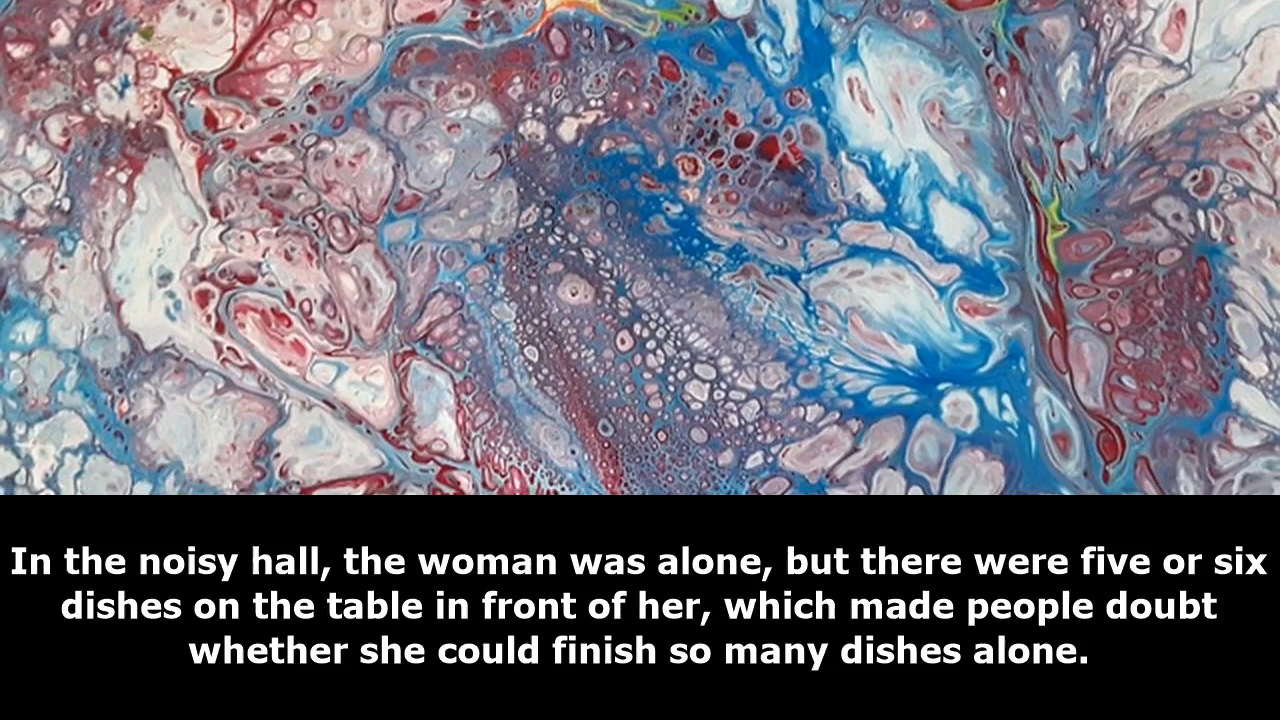 In the noisy hall, the woman was alone, but there were five or six
dishes on the table in front of her, which made people doubt
whether she could finish so many dishes alone.